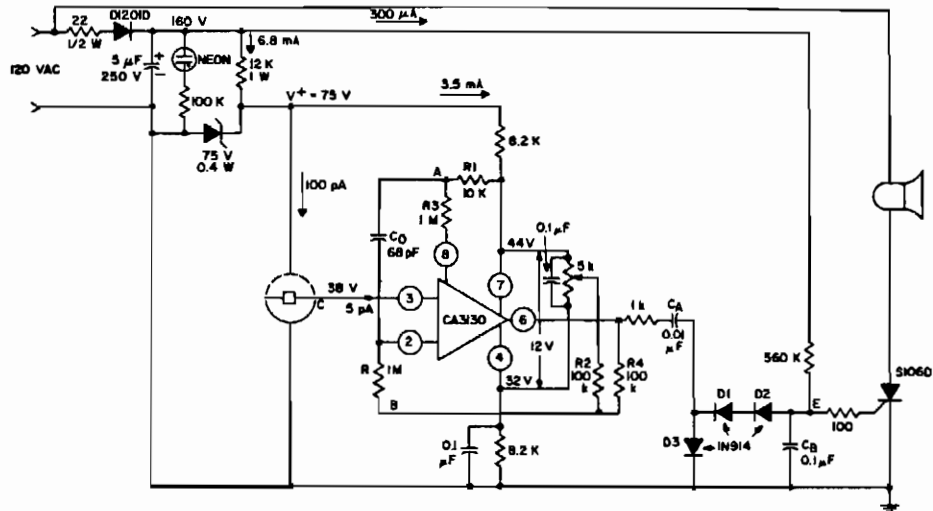 22
1/2 W
D1201D
160 V
300 µA
120 VAC
5 µF
250 V
+
−
NEON
6.8 mA
12 K
1 W
100 K
V+ = 75 V
3.5 mA
75 V
0.4 W
8.2 K
100 pA
A
R1
10 K
R3
1 M
CO
68 pF
8
0.1 µF
44 V
5 k
7
38 V
C
5 pA
3
CA3130
6
2
4
12 V
32 V
1 k
CA
0.01
µF
R
1M
B
R2
100
k
R4
100
k
560 K
S106D
D1
D2
E
1N914
100
D3
CB
0.1 µF
0.1
µF
8.2 K